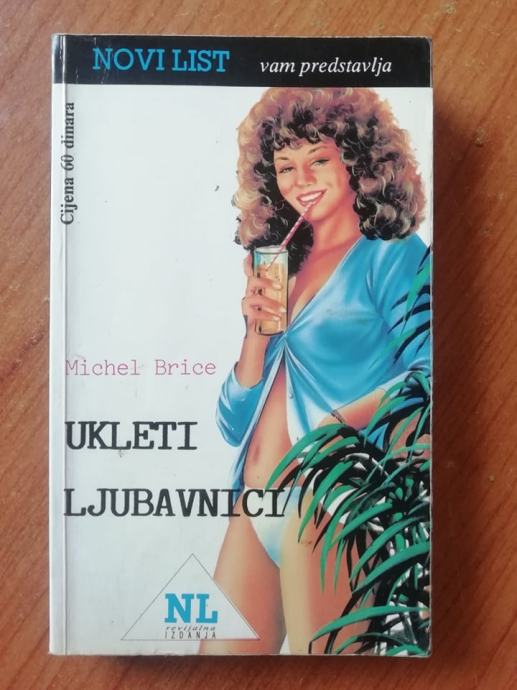 NOVI LIST vam predstavlja
Cijena 60 dinara
Michel Brice
UKLETI
LJUBAVNICI
NL
revijalna
IZDANJA